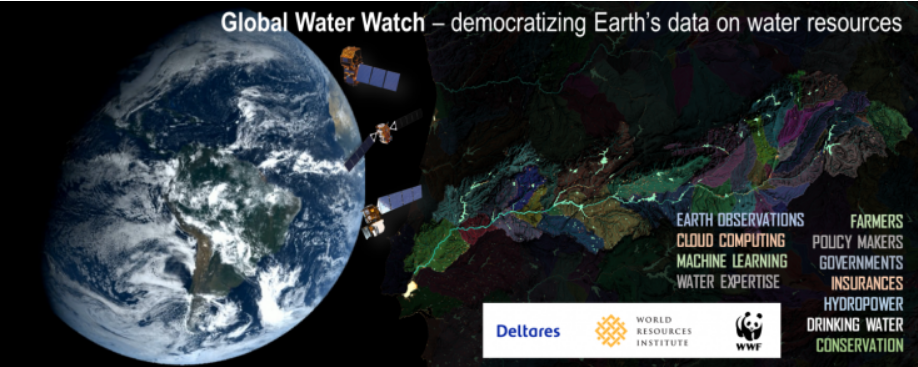 Global Water Watch – democratizing Earth's data on water resources
EARTH OBSERVATIONS
CLOUD COMPUTING
MACHINE LEARNING
WATER EXPERTISE
FARMERS
POLICY MAKERS
GOVERNMENTS
INSURANCES
HYDROPOWER
DRINKING WATER
CONSERVATION
Deltares
WORLD
RESOURCES
INSTITUTE
WWF